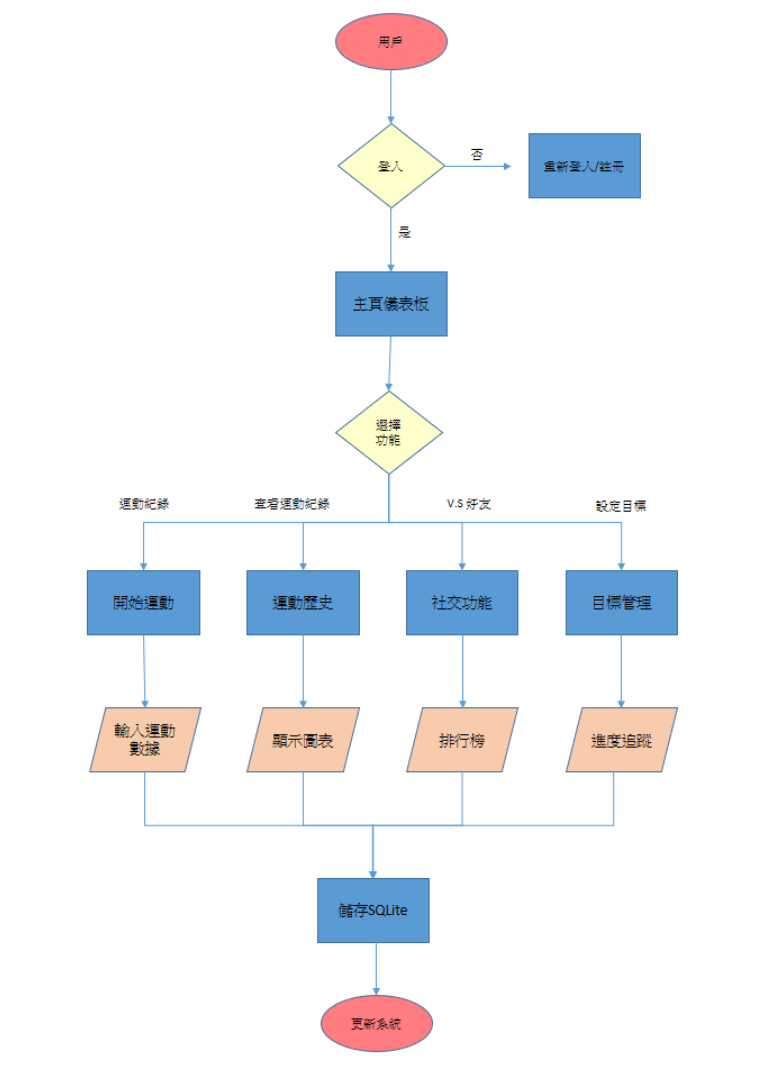 用戶
登入
否
重新登入/註冊
是
主頁儀表板
選擇
功能
運動紀錄
查看運動紀錄
V.S 好友
設定目標
開始運動
運動歷史
社交功能
目標管理
輸入運動
數據
顯示圖表
排行榜
進度追蹤
儲存SQLite
更新系統